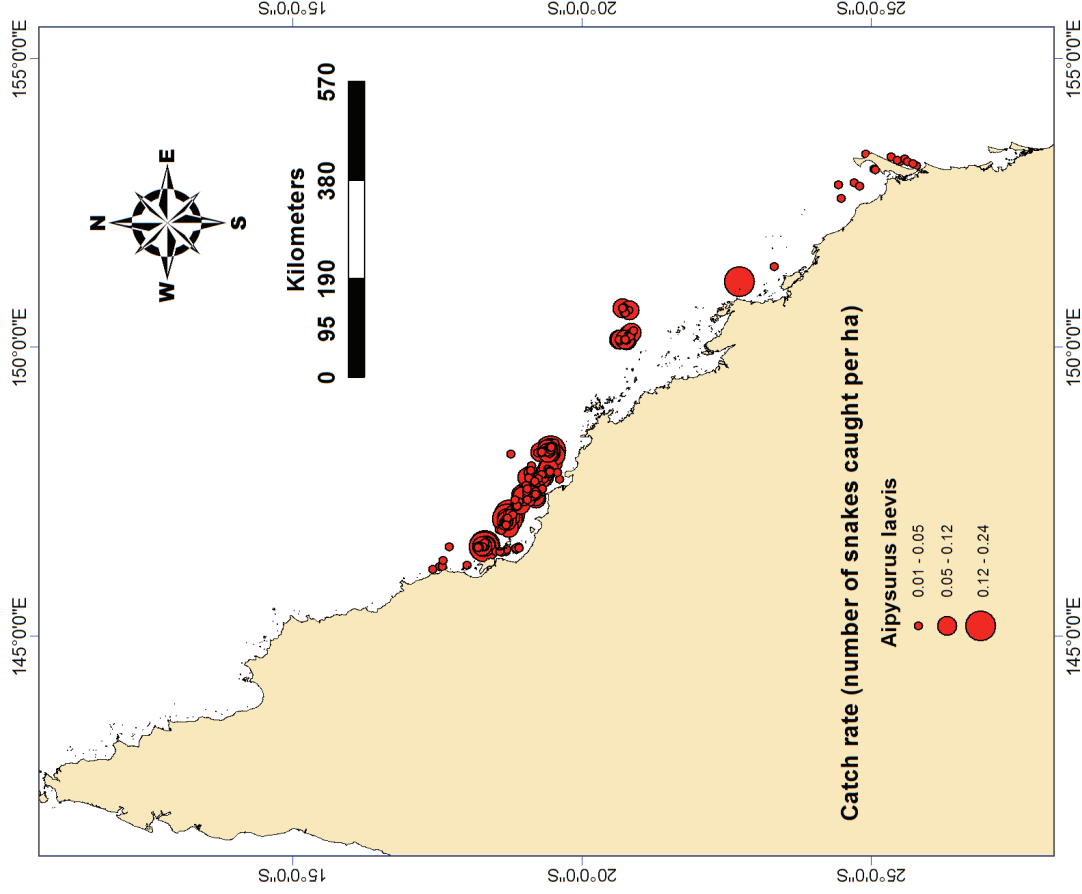 15°0'0"S 20°0'0"S 25°0'0"S
155°0'0"E 155°0'0"E
150°0'0"E 150°0'0"E
145°0'0"E 145°0'0"E
N
W E
S
Kilometers
0 95 190 380 570
Catch rate (number of snakes caught per ha)
Aipysurus laevis
0.01 - 0.05
0.05 - 0.12
0.12 - 0.24
15°0'0"S 20°0'0"S 25°0'0"S